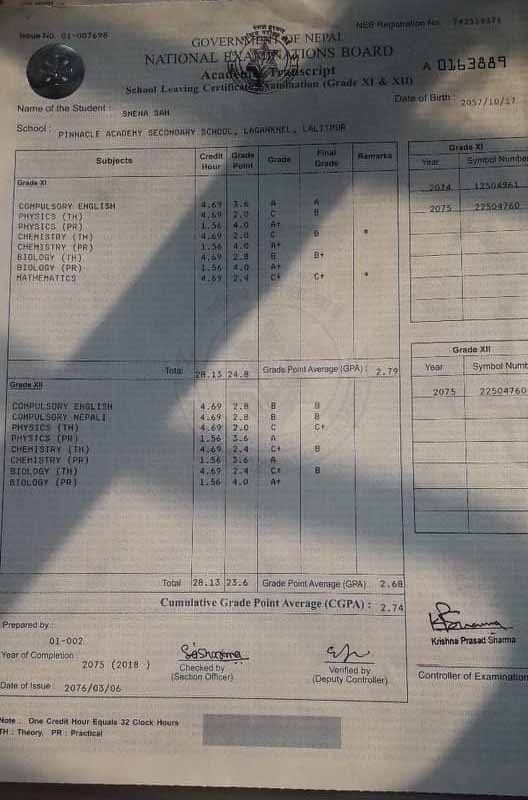 Issue No. 01-007698
NEB Registration No.
GOVERNMENT OF NEPAL
NATIONAL EXAMINATIONS BOARD
Academic Transcript
A 0163889
School Leaving Certificate Examination (Grade XI & XII)
Name of the Student : SNEHA SAH
Date of Birth : 2057/10/17
School : PINNACLE ACADEMY SECONDARY SCHOOL, LAGANKHEL, LALITPUR
Subjects Credit Hour Grade Point Grade Final Grade Remarks
Grade XI
COMPULSORY ENGLISH 4.69 3.6 A A
PHYSICS (TH) 4.69 2.0 C B
PHYSICS (PR) 1.56 4.0 A+
CHEMISTRY (TH) 4.69 2.0 C B *
CHEMISTRY (PR) 1.56 4.0 A+
BIOLOGY (TH) 4.69 2.8 B B+
BIOLOGY (PR) 1.56 4.0 A+
MATHEMATICS 4.69 2.4 C+ C+ *
Total 28.13 24.8 Grade Point Average (GPA) : 2.79
Grade XII
COMPULSORY ENGLISH 4.69 2.8 B B
COMPULSORY NEPALI 4.69 2.8 B B
PHYSICS (TH) 4.69 2.0 C C+
PHYSICS (PR) 1.56 3.6 A
CHEMISTRY (TH) 4.69 2.4 C+ B
CHEMISTRY (PR) 1.56 3.6 A
BIOLOGY (TH) 4.69 2.4 C+ B
BIOLOGY (PR) 1.56 4.0 A+
Total 28.13 23.6 Grade Point Average (GPA) : 2.68
Cumulative Grade Point Average (CGPA) : 2.74
Grade XI
Year Symbol Number
2074 12504961
2075 22504760
Grade XII
Year Symbol Numb
2075 22504760
Prepared by :
01-002
Year of Completion :
2075 (2018 )
Date of Issue : 2076/03/06
Checked by
(Section Officer)
Verified by
(Deputy Controller)
Krishna Prasad Sharma
Controller of Examination
Note : One Credit Hour Equals 32 Clock Hours
TH : Theory, PR : Practical